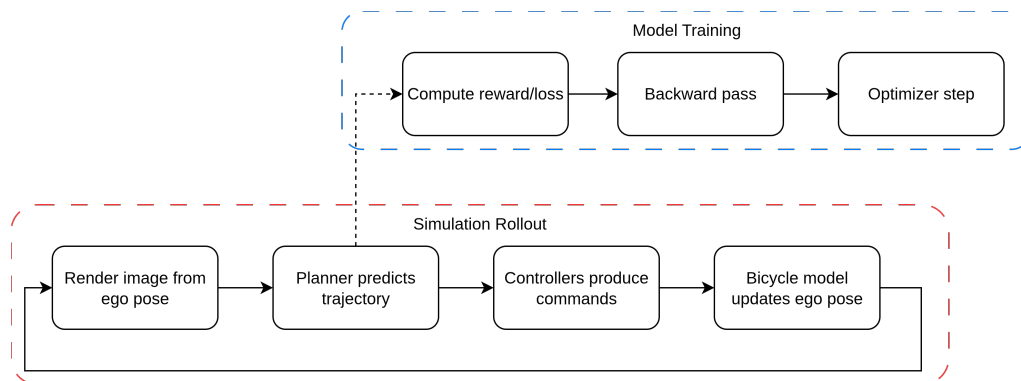 Model Training
Compute reward/loss
Backward pass
Optimizer step
Simulation Rollout
Render image from
ego pose
Planner predicts
trajectory
Controllers produce
commands
Bicycle model
updates ego pose